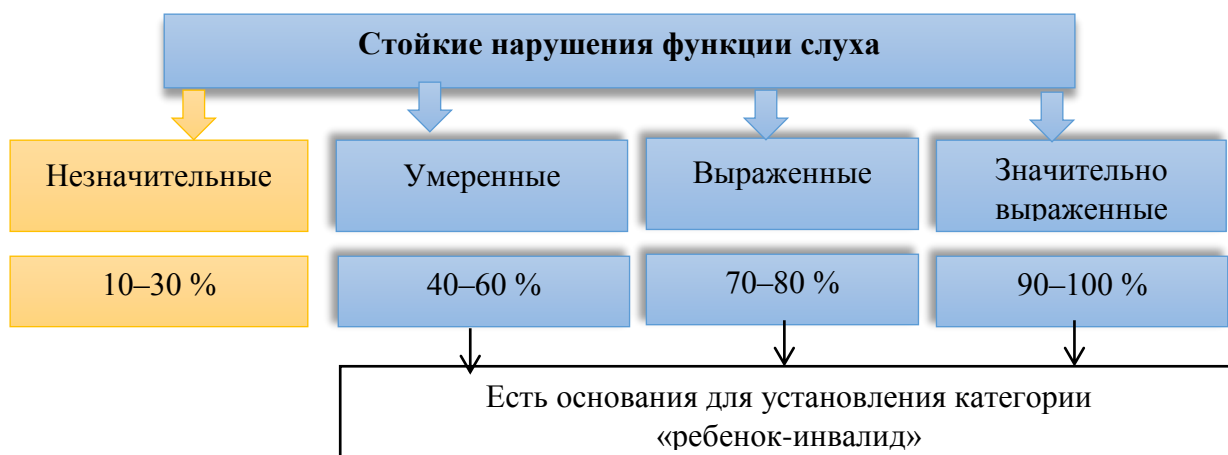 Стойкие нарушения функции слуха
Незначительные
Умеренные
Выраженные
Значительно
выраженные
10–30 %
40–60 %
70–80 %
90–100 %
Есть основания для установления категории
«ребенок-инвалид»